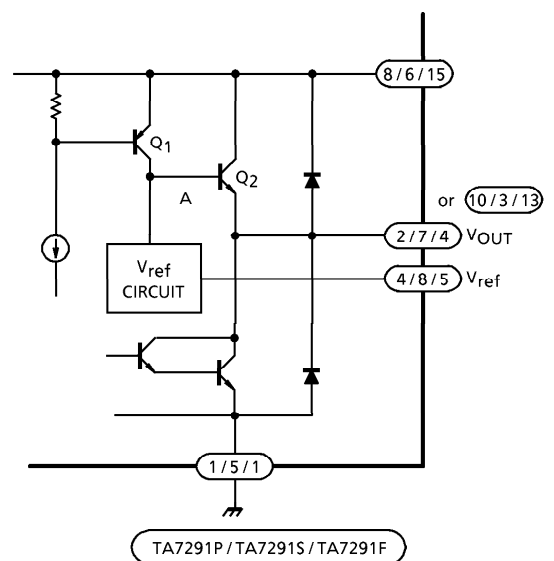 8 / 6 / 15
Q1
Q2
A
or 10 / 3 / 13
2 / 7 / 4 VOUT
Vref
CIRCUIT
4 / 8 / 5 Vref
1 / 5 / 1
TA7291P / TA7291S / TA7291F